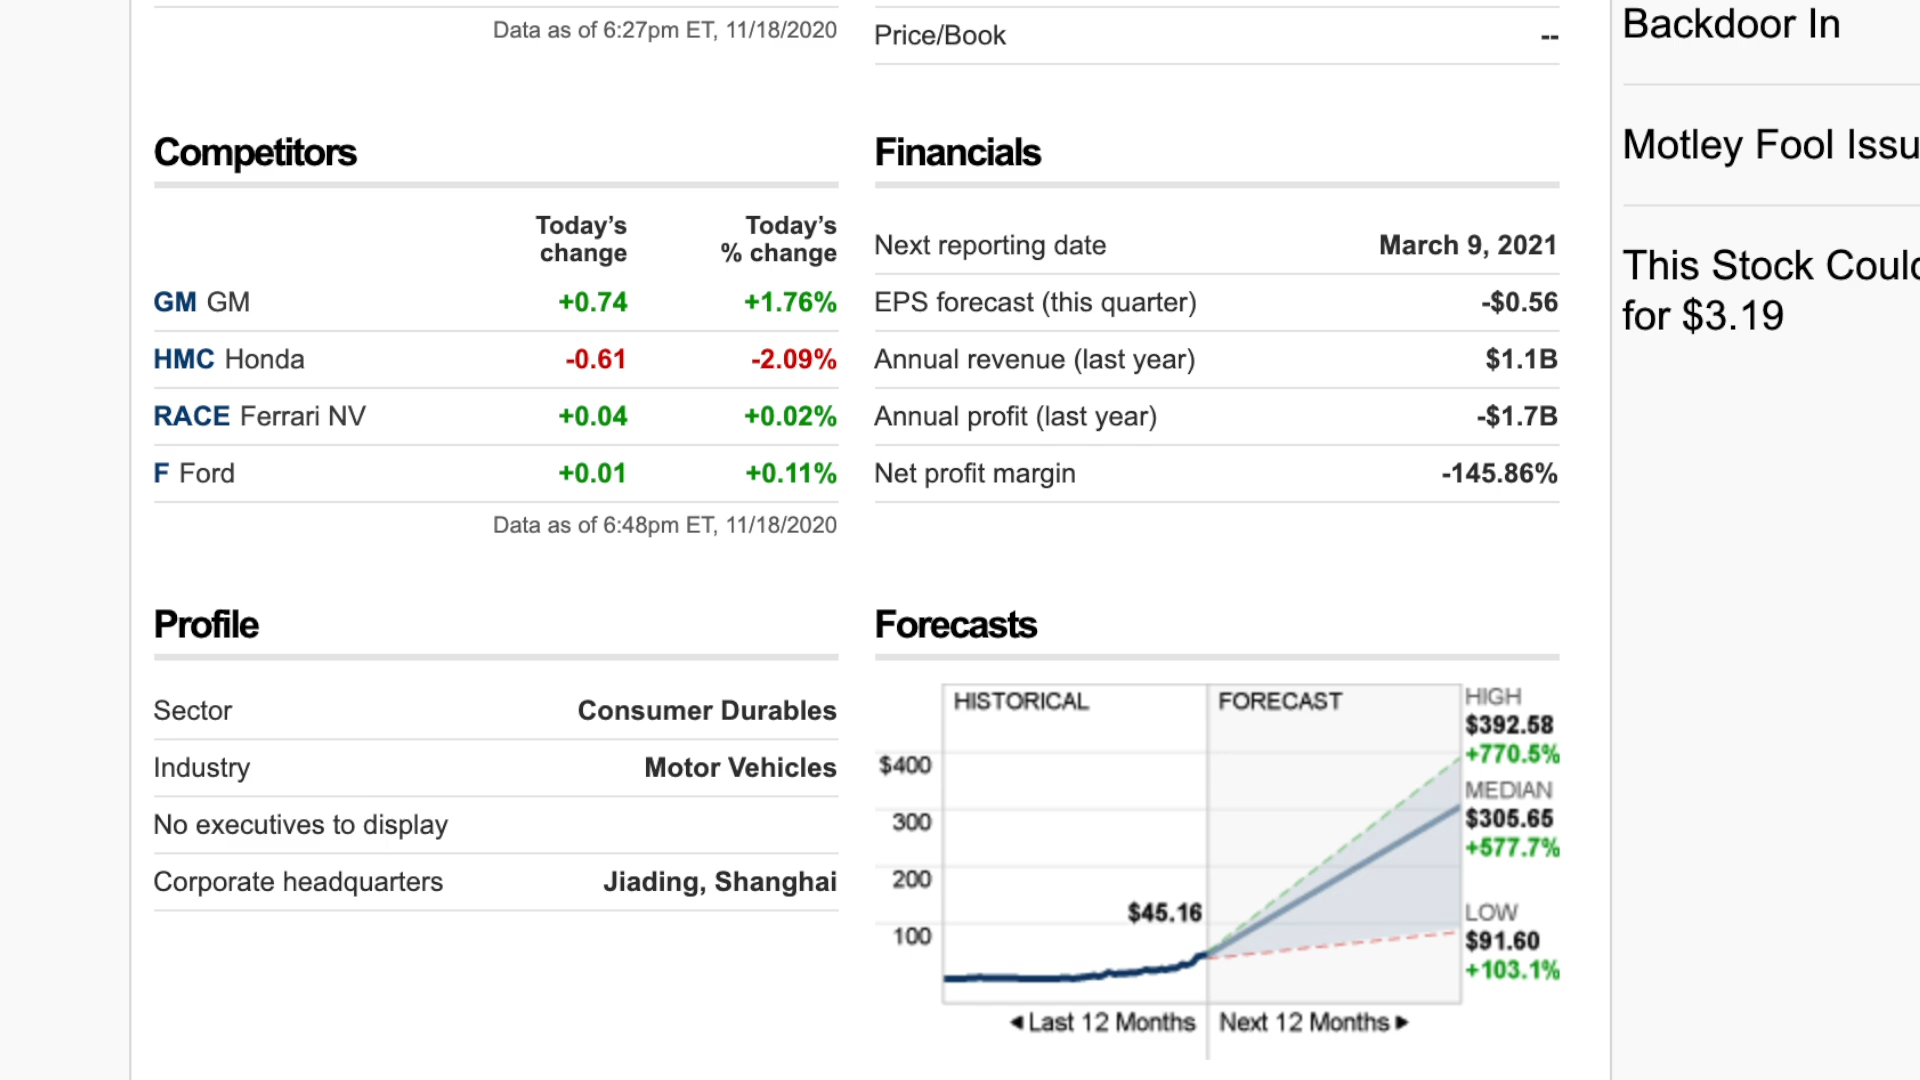 Data as of 6:27pm ET, 11/18/2020
Price/Book --
Competitors
Today's change Today's % change
GM GM +0.74 +1.76%
HMC Honda -0.61 -2.09%
RACE Ferrari NV +0.04 +0.02%
F Ford +0.01 +0.11%
Data as of 6:48pm ET, 11/18/2020
Financials
Next reporting date March 9, 2021
EPS forecast (this quarter) -$0.56
Annual revenue (last year) $1.1B
Annual profit (last year) -$1.7B
Net profit margin -145.86%
Profile
Sector Consumer Durables
Industry Motor Vehicles
No executives to display
Corporate headquarters Jiading, Shanghai
Forecasts
HISTORICAL FORECAST
HIGH
$392.58
+770.5%
MEDIAN
$305.65
+577.7%
LOW
$91.60
+103.1%
$400
300
200
100
$45.16
◄Last 12 Months Next 12 Months►
Backdoor In
Motley Fool Issu
This Stock Could
for $3.19